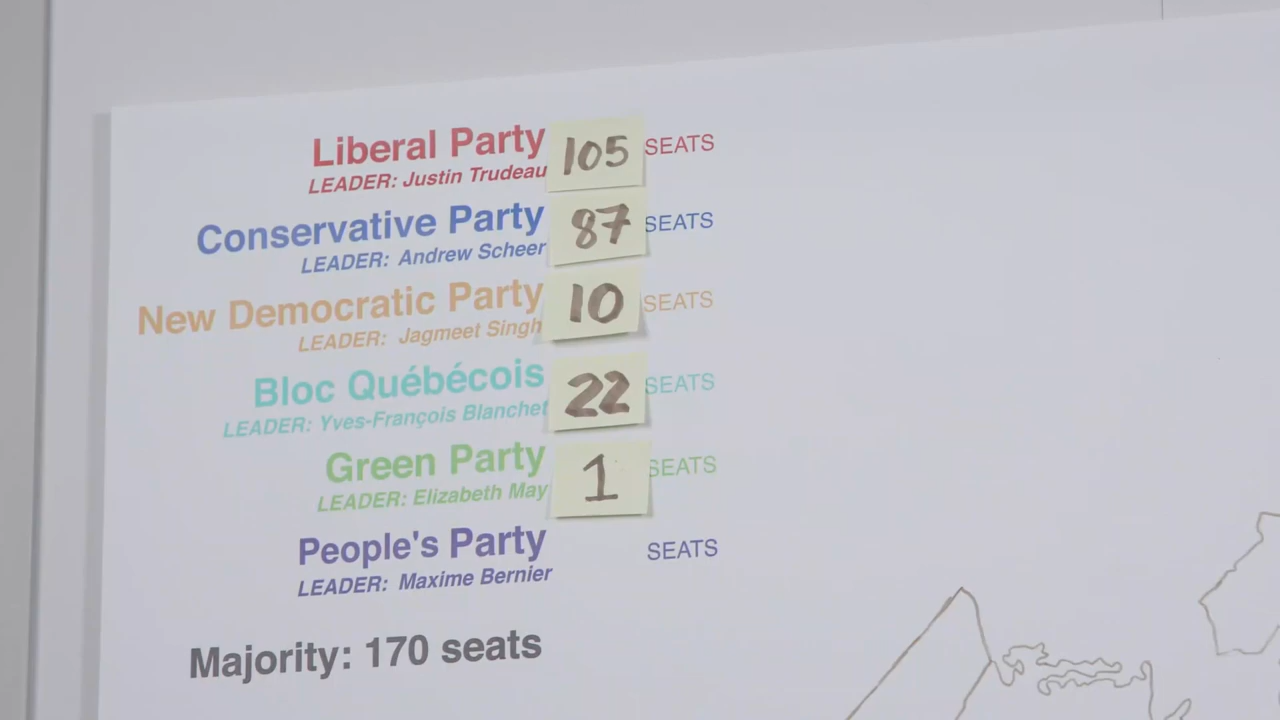 Liberal Party 105 SEATS
LEADER: Justin Trudeau
Conservative Party 87 SEATS
LEADER: Andrew Scheer
New Democratic Party 10 SEATS
LEADER: Jagmeet Singh
Bloc Québécois 22 SEATS
LEADER: Yves-François Blanchet
Green Party 1 SEATS
LEADER: Elizabeth May
People's Party SEATS
LEADER: Maxime Bernier
Majority: 170 seats